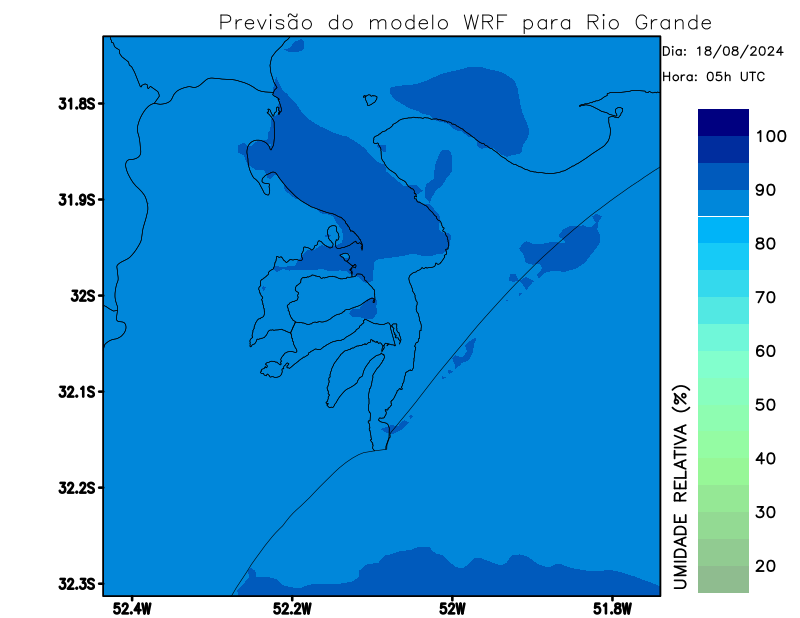 Previsão do modelo WRF para Rio Grande
Dia: 18/08/2024
Hora: 05h UTC
31.8S
31.9S
32S
32.1S
32.2S
32.3S
52.4W
52.2W
52W
51.8W
100
90
80
70
60
50
40
30
20
UMIDADE RELATIVA (%)